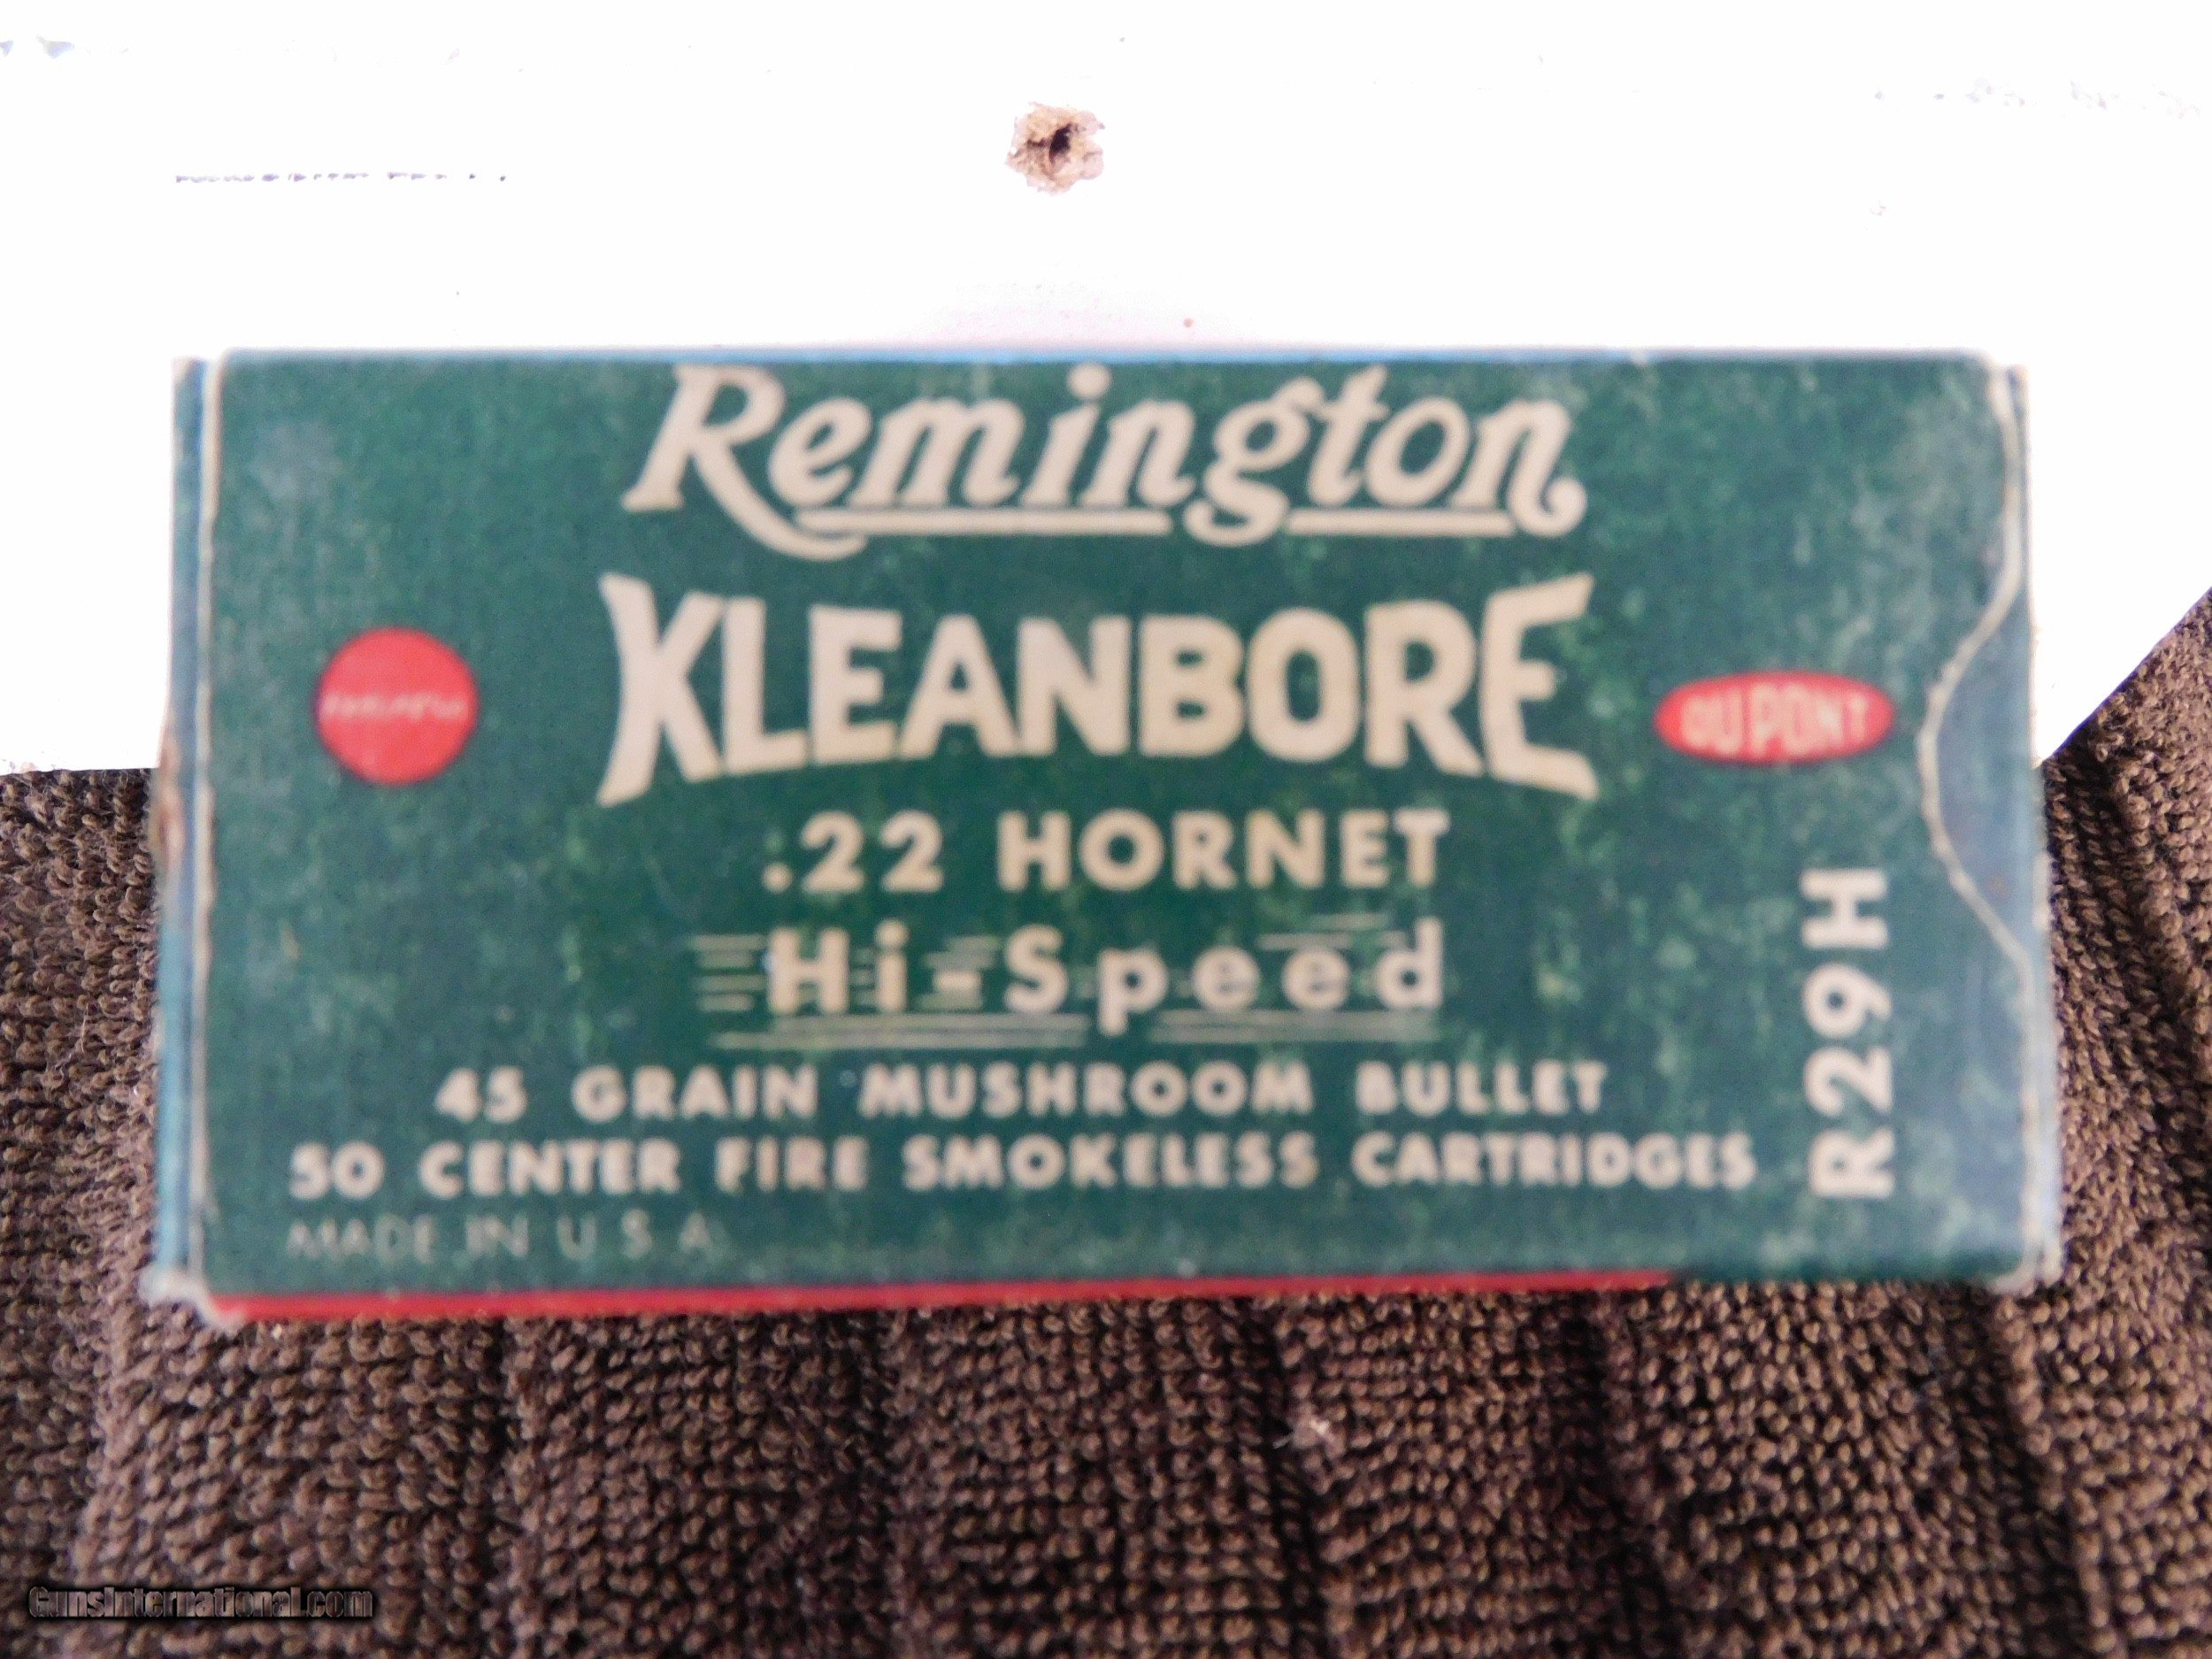 Remington
KLEANBORE
DU PONT
.22 HORNET
Hi-Speed
45 GRAIN MUSHROOM BULLET
50 CENTER FIRE SMOKELESS CARTRIDGES
MADE IN U S A
R29H
GunsInternational.com